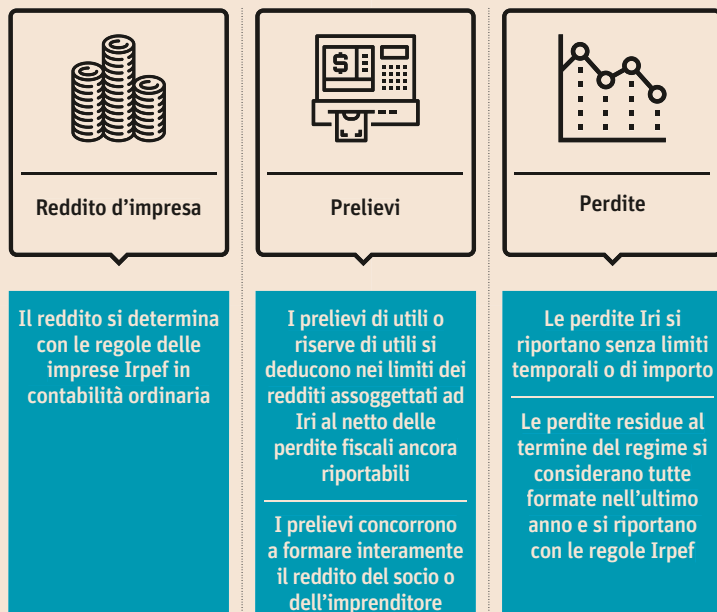 $
Reddito d'impresa
Il reddito si determina
con le regole delle
imprese Irpef in
contabilità ordinaria
Prelievi
I prelievi di utili o
riserve di utili si
deducono nei limiti dei
redditi assoggettati ad
Iri al netto delle
perdite fiscali ancora
riportabili
I prelievi concorrono
a formare interamente
il reddito del socio o
dell'imprenditore
Perdite
Le perdite Iri si
riportano senza limiti
temporali o di importo
Le perdite residue al
termine del regime si
considerano tutte
formate nell'ultimo
anno e si riportano
con le regole Irpef